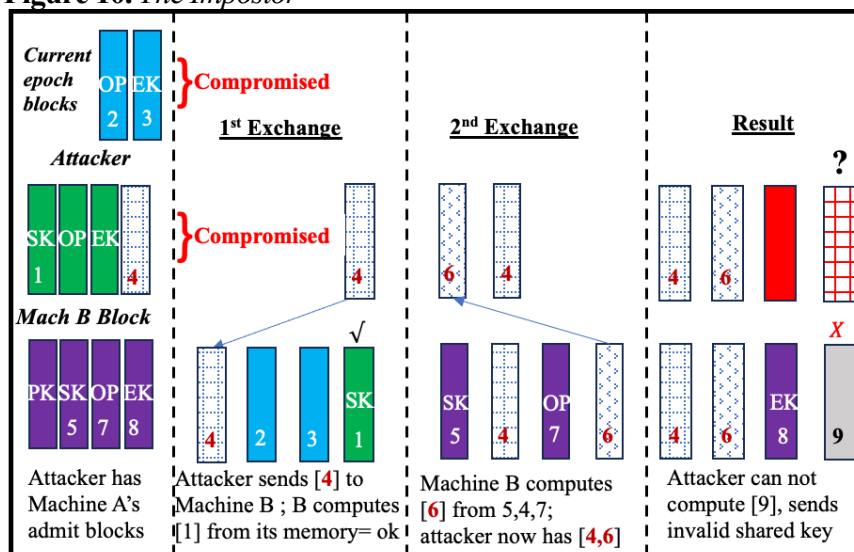 Figure 16. The Impostor
Current
epoch
blocks
OP EK
2 3
} Compromised
1st Exchange
2nd Exchange
Result
Attacker
?
SK OP EK
1 4
} Compromised
4
6 4
4 6
Mach B Block
√
X
PK SK OP EK
5 7 8
4 2 3 SK
1
SK 4 OP 6
5 7
4 6 EK 9
8
Attacker has
Machine A's
admit blocks
Attacker sends [4] to
Machine B ; B computes
[1] from its memory= ok
Machine B computes
[6] from 5,4,7;
attacker now has [4,6]
Attacker can not
compute [9], sends
invalid shared key